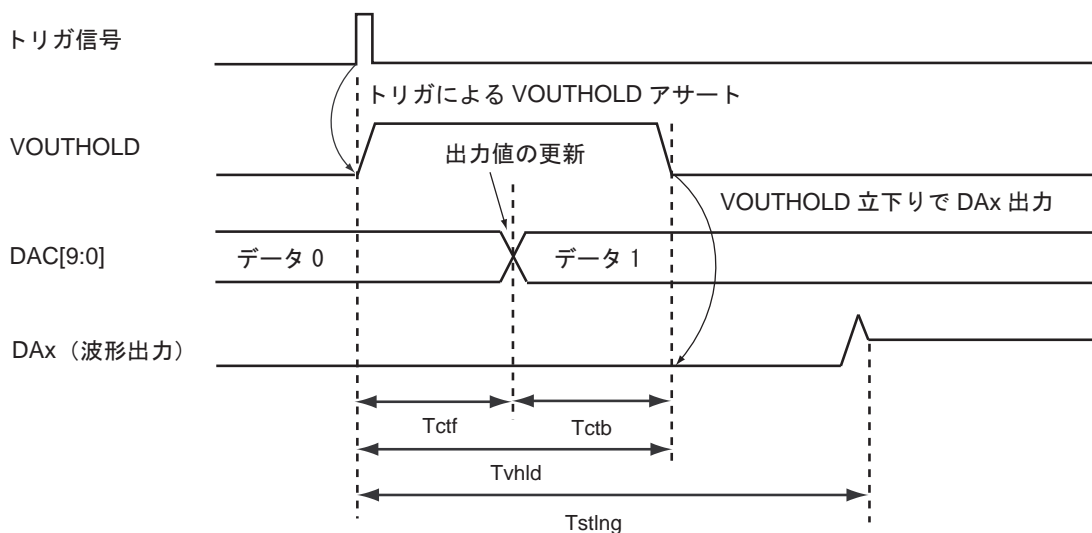 トリガ信号
トリガによる VOUTHOLD アサート
VOUTHOLD
出力値の更新
VOUTHOLD 立下りで DAx 出力
DAC[9:0]
データ 0
データ 1
DAx（波形出力）
Tctf
Tctb
Tvhld
Tstlng